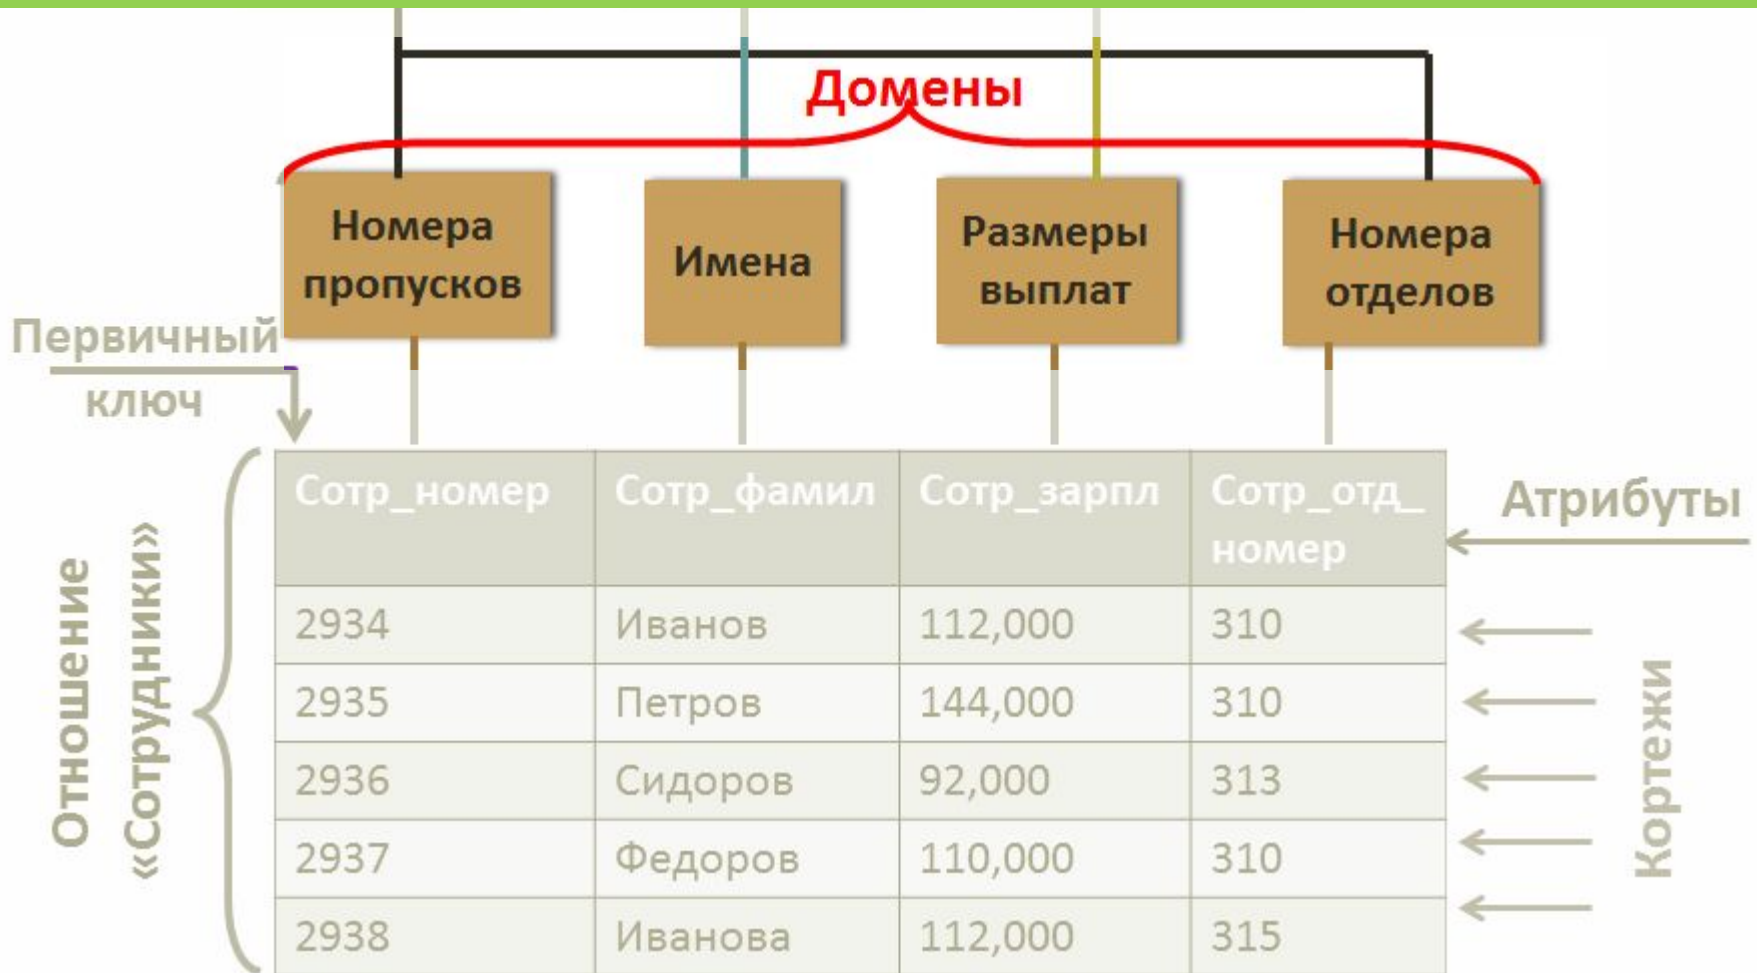 Домены
Номера
пропусков
Имена
Размеры
выплат
Номера
отделов
Первичный
ключ
Отношение
«Сотрудники»
Сотр_номер
Сотр_фамил
Сотр_зарпл
Сотр_отд_
номер
Атрибуты
2934 Иванов 112,000 310
2935 Петров 144,000 310
2936 Сидоров 92,000 313
2937 Федоров 110,000 310
2938 Иванова 112,000 315
Кортежи